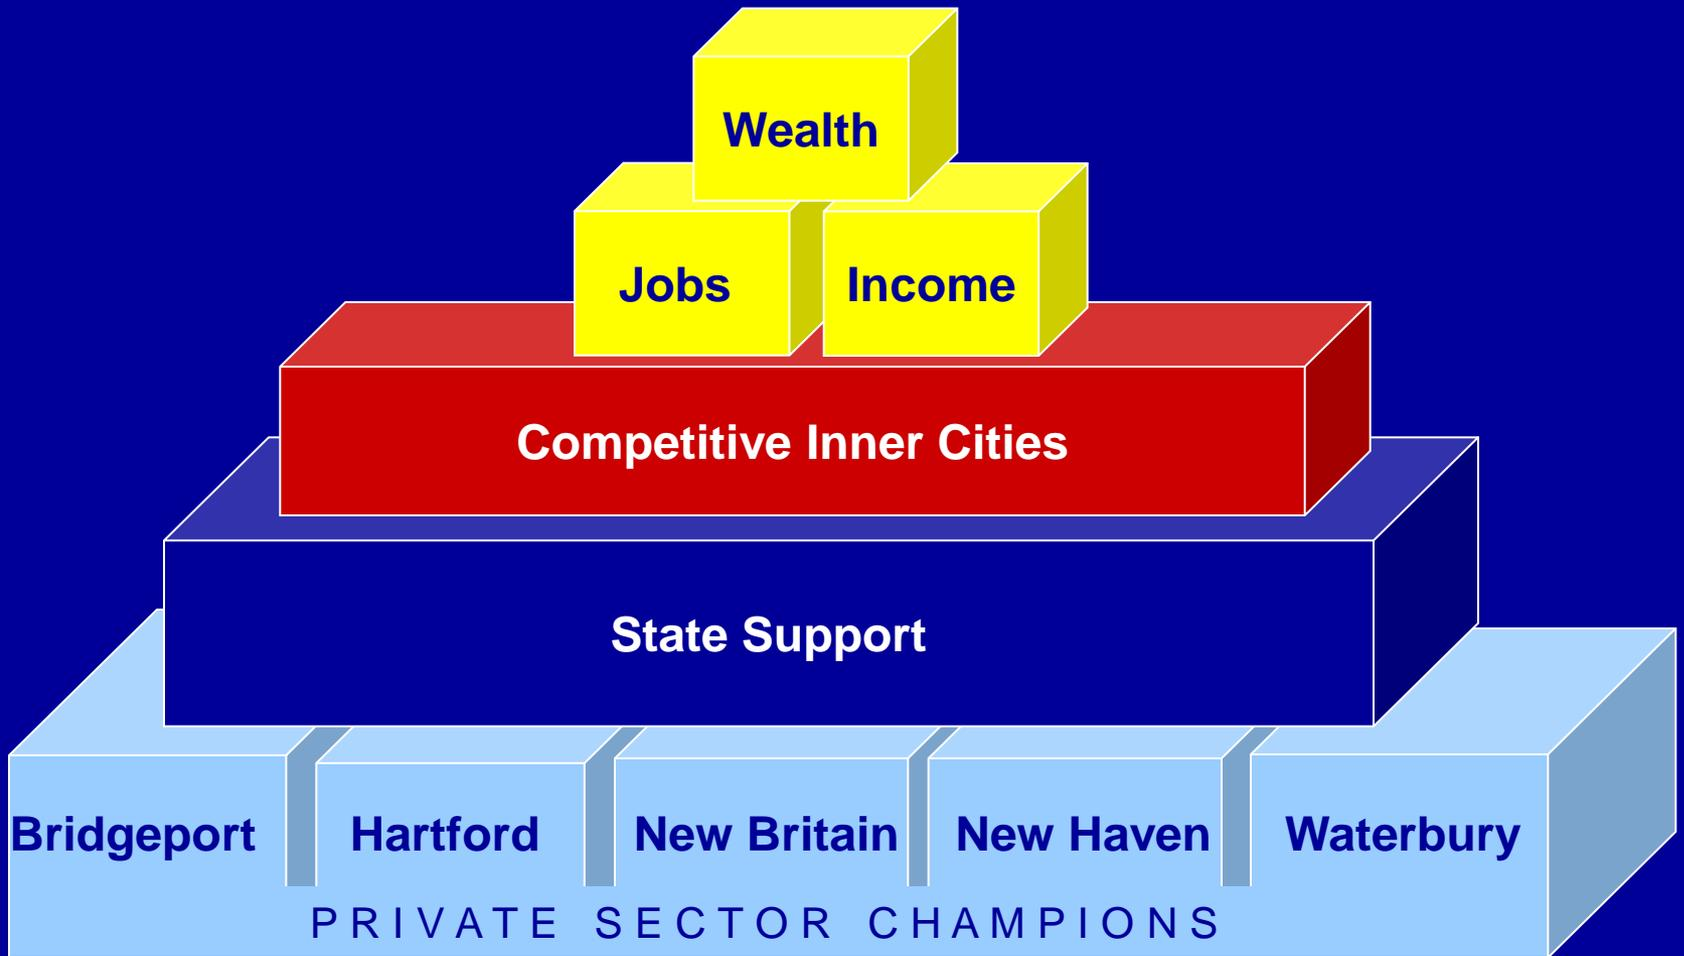 Wealth
Jobs Income
Competitive Inner Cities
State Support
Bridgeport Hartford New Britain New Haven Waterbury
PRIVATE SECTOR CHAMPIONS